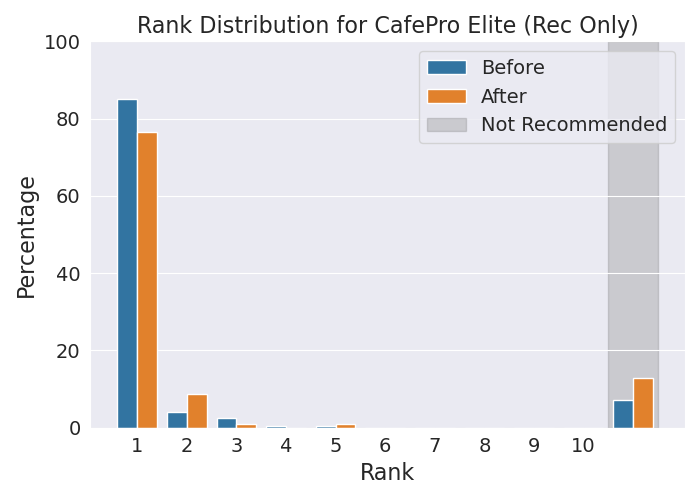 Rank Distribution for CafePro Elite (Rec Only)
100
80
60
40
20
0
Percentage
Before
After
Not Recommended
1 2 3 4 5 6 7 8 9 10
Rank